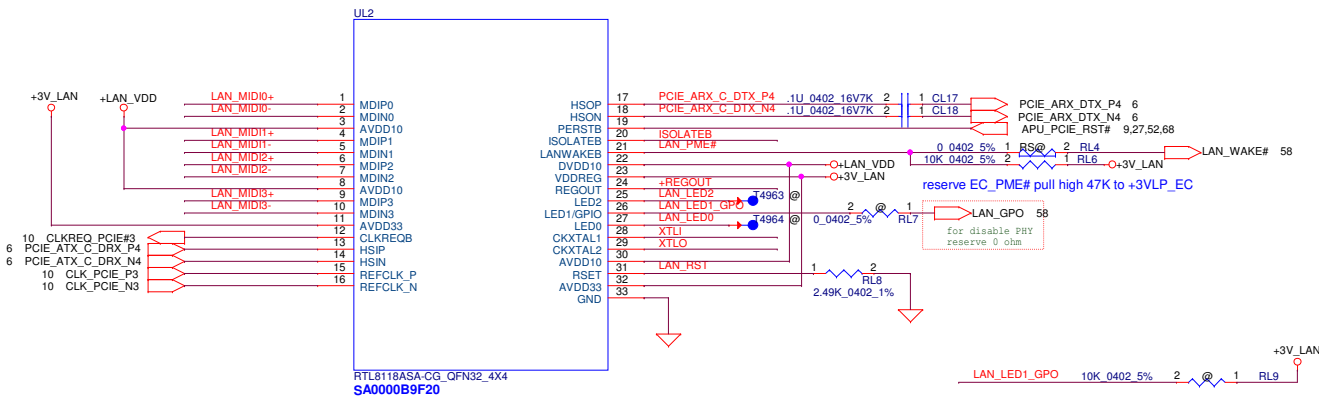 UL2
+3V_LAN
+LAN_VDD
LAN_MIDI0+ 1 MDIP0
LAN_MIDI0- 2 MDIN0
3 AVDD10
LAN_MIDI1+ 4 MDIP1
LAN_MIDI1- 5 MDIN1
LAN_MIDI2+ 6 MDIP2
LAN_MIDI2- 7 MDIN2
8 AVDD10
LAN_MIDI3+ 9 MDIP3
LAN_MIDI3- 10 MDIN3
11 AVDD33
10 CLKREQ_PCIE#3 12 CLKREQB
6 PCIE_ATX_C_DRX_P4 13 HSIP
6 PCIE_ATX_C_DRX_N4 14 HSIN
10 CLK_PCIE_P3 15 REFCLK_P
10 CLK_PCIE_N3 16 REFCLK_N
HSOP 17 PCIE_ARX_C_DTX_P4 .1U_0402_16V7K 2 1 CL17 PCIE_ARX_DTX_P4 6
HSON 18 PCIE_ARX_C_DTX_N4 .1U_0402_16V7K 2 1 CL18 PCIE_ARX_DTX_N4 6
PERSTB 19 APU_PCIE_RST# 9,27,52,68
ISOLATEB 20 ISOLATEB
LANWAKEB 21 LAN_PME# 0_0402_5% 1 RS@ 2 RL4 LAN_WAKE# 58
DVDD10 22 +LAN_VDD 10K_0402_5% 2 1 RL6 +3V_LAN
VDDREG 23 +3V_LAN
REGOUT 24 +REGOUT
reserve EC_PME# pull high 47K to +3VLP_EC
LED2 25 LAN_LED2 T4963 @
LED1/GPIO 26 LAN_LED1_GPO 0_0402_5% 2 @ 1 RL7 LAN_GPO 58
LED0 27 LAN_LED0 T4964 @
for disable PHY
reserve 0 ohm
CKXTAL1 28 XTLI
CKXTAL2 29 XTLO
AVDD10 30
RSET 31 LAN_RST 1 2 RL8
2.49K_0402_1%
AVDD33 32
GND 33
RTL8118ASA-CG_QFN32_4X4
SA0000B9F20
+3V_LAN
LAN_LED1_GPO 10K_0402_5% 2 @ 1 RL9